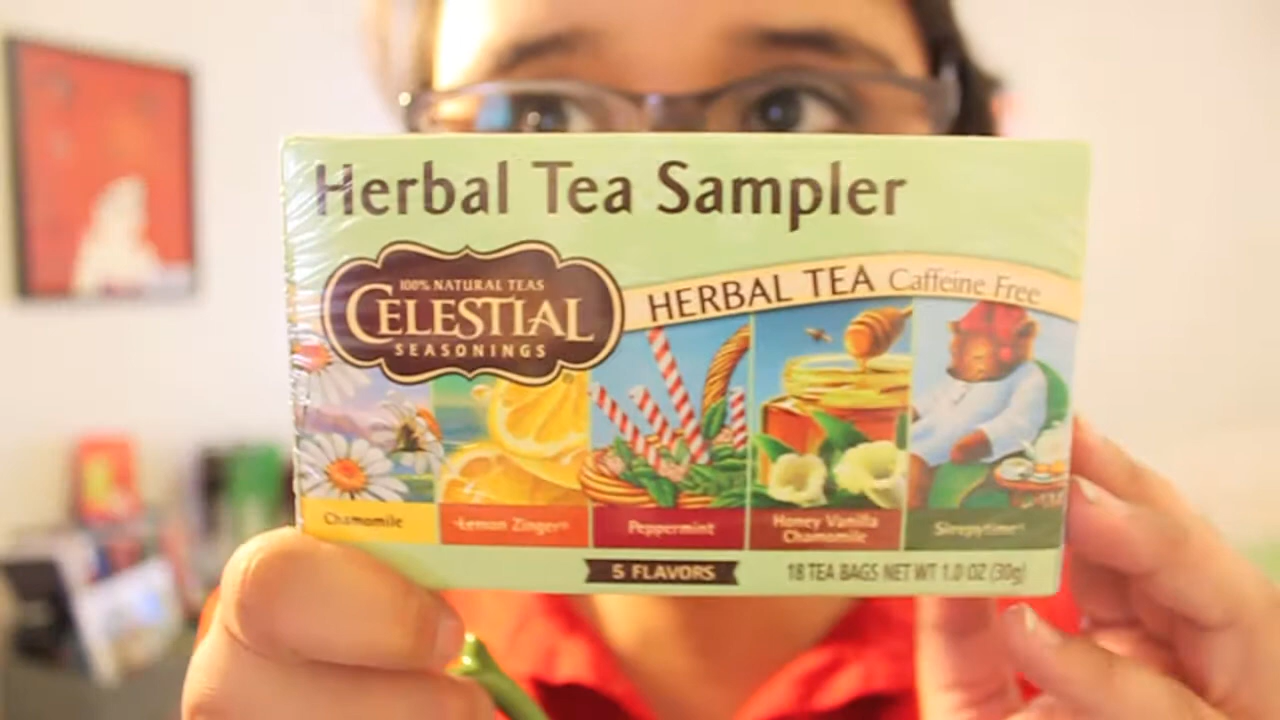 Herbal Tea Sampler
100% NATURAL TEAS
CELESTIAL
SEASONINGS
HERBAL TEA Caffeine Free
Chamomile
Lemon Zinger®
Peppermint
Honey Vanilla
Chamomile
Sleepytime®
5 FLAVORS
18 TEA BAGS NET WT 1.0 OZ (30g)